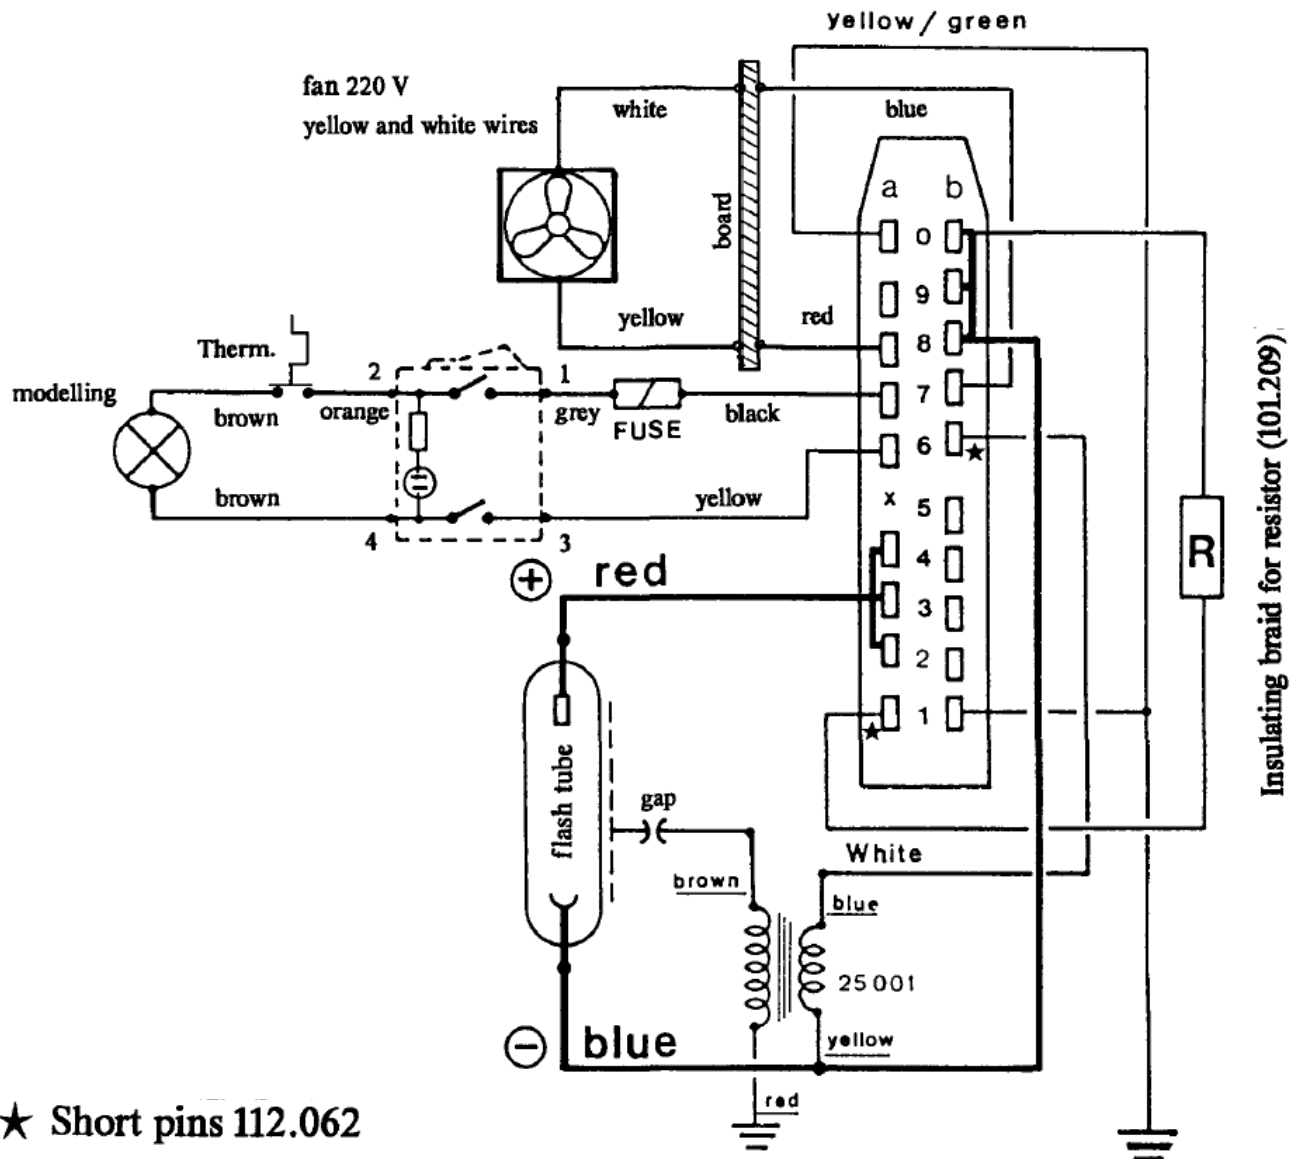 yellow / green
fan 220 V
yellow and white wires
white
blue
board
a b
0
9
yellow
red
8
Therm.
2
1
modelling
brown
orange
grey
FUSE
black
7
6 ★
brown
yellow
x
5
4
3
+
red
4
3
2
1
★
R
Insulating braid for resistor (101209)
flash tube
gap
White
brown
blue
25001
−
blue
yellow
red
★ Short pins 112.062